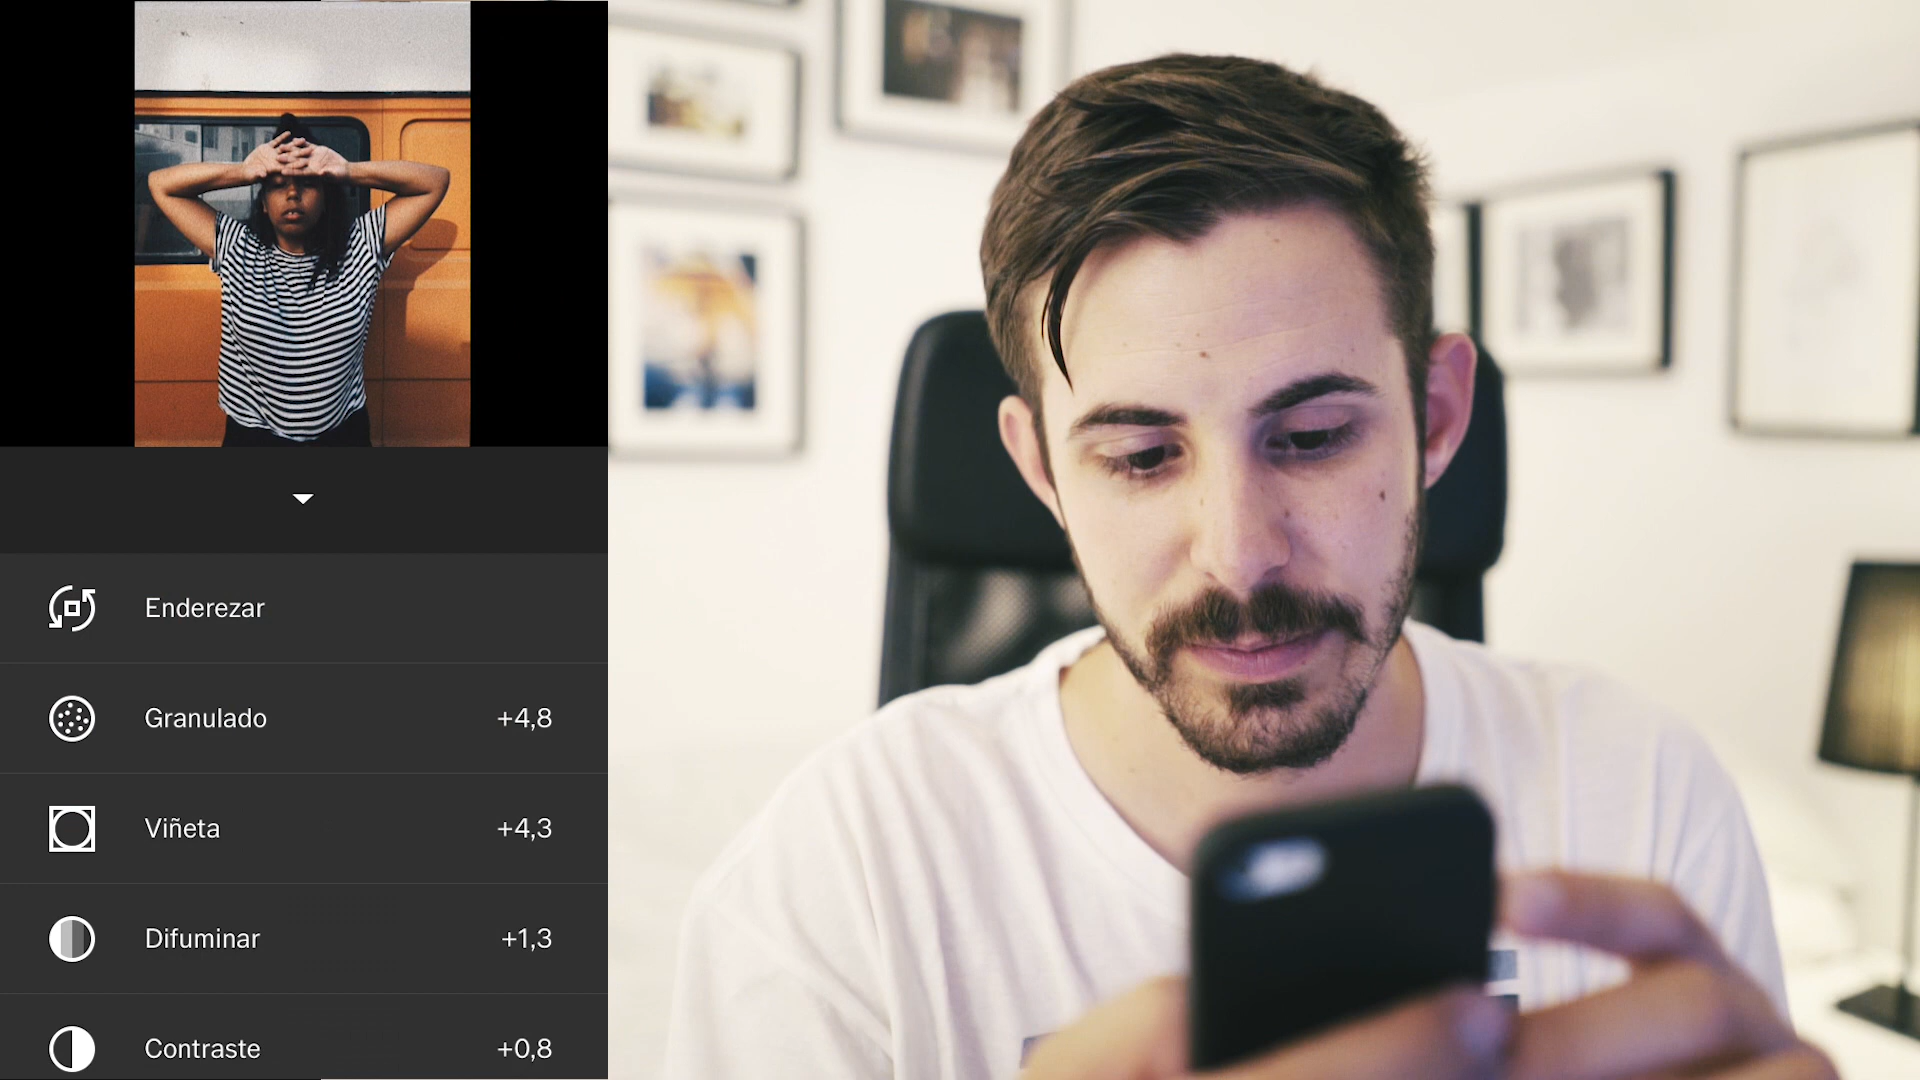 Enderezar
Granulado +4,8
Viñeta +4,3
Difuminar +1,3
Contraste +0,8